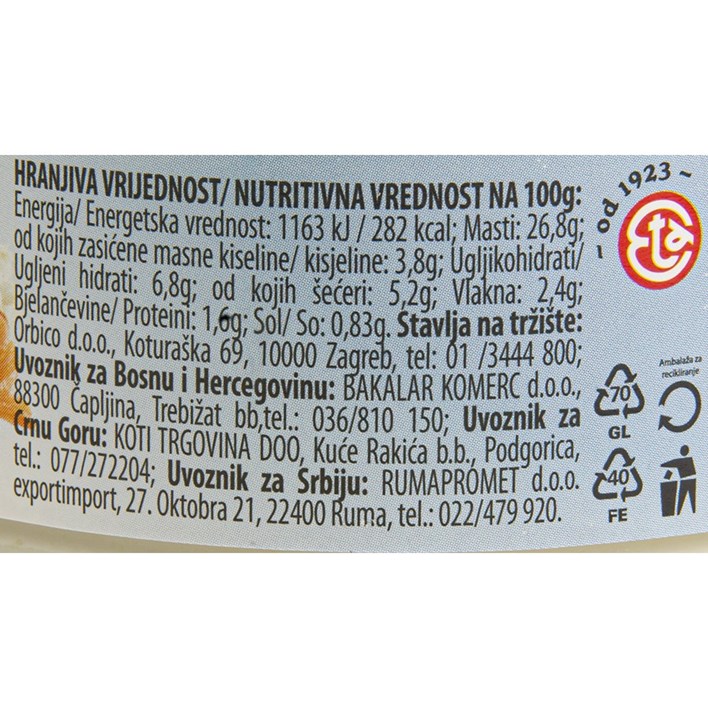 HRANJIVA VRIJEDNOST/ NUTRITIVNA VREDNOST NA 100g:
Energija/ Energetska vrednost: 1163 kJ / 282 kcal; Masti: 26,8g;
od kojih zasićene masne kiseline/ kisjeline: 3,8g; Ugljikohidrati/
Ugljeni hidrati: 6,8g; od kojih šećeri: 5,2g; Vlakna: 2,4g;
Bjelančevine/ Proteini: 1,6g; Sol/ So: 0,83g. Stavlja na tržište:
Orbico d.o.o., Koturaška 69, 10000 Zagreb, tel: 01 /3444 800;
Uvoznik za Bosnu i Hercegovinu: BAKALAR KOMERC d.o.o.,
88300 Čapljina, Trebižat bb,tel.: 036/810 150; Uvoznik za
Crnu Goru: KOTI TRGOVINA DOO, Kuće Rakića b.b., Podgorica,
tel.: 077/272204; Uvoznik za Srbiju: RUMAPROMET d.o.o.
exportimport, 27. Oktobra 21, 22400 Ruma, tel.: 022/479 920.
~ od 1923 ~
Eta
Ambalaža za
recikliranje
70
GL
40
FE